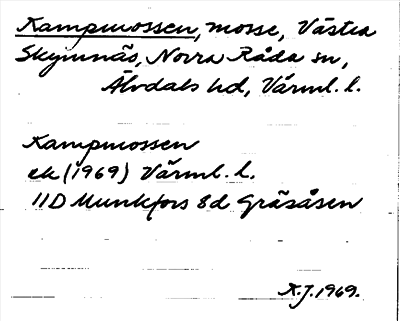 Kampmossen, mosse, Västra
Skymnäs, Norra Råda sn,
Älvdals hd, Värml. l.
Kampmossen
ek (1969) Värml. l.
11D Munkfors 8d Gräsåsen
A.J. 1969.